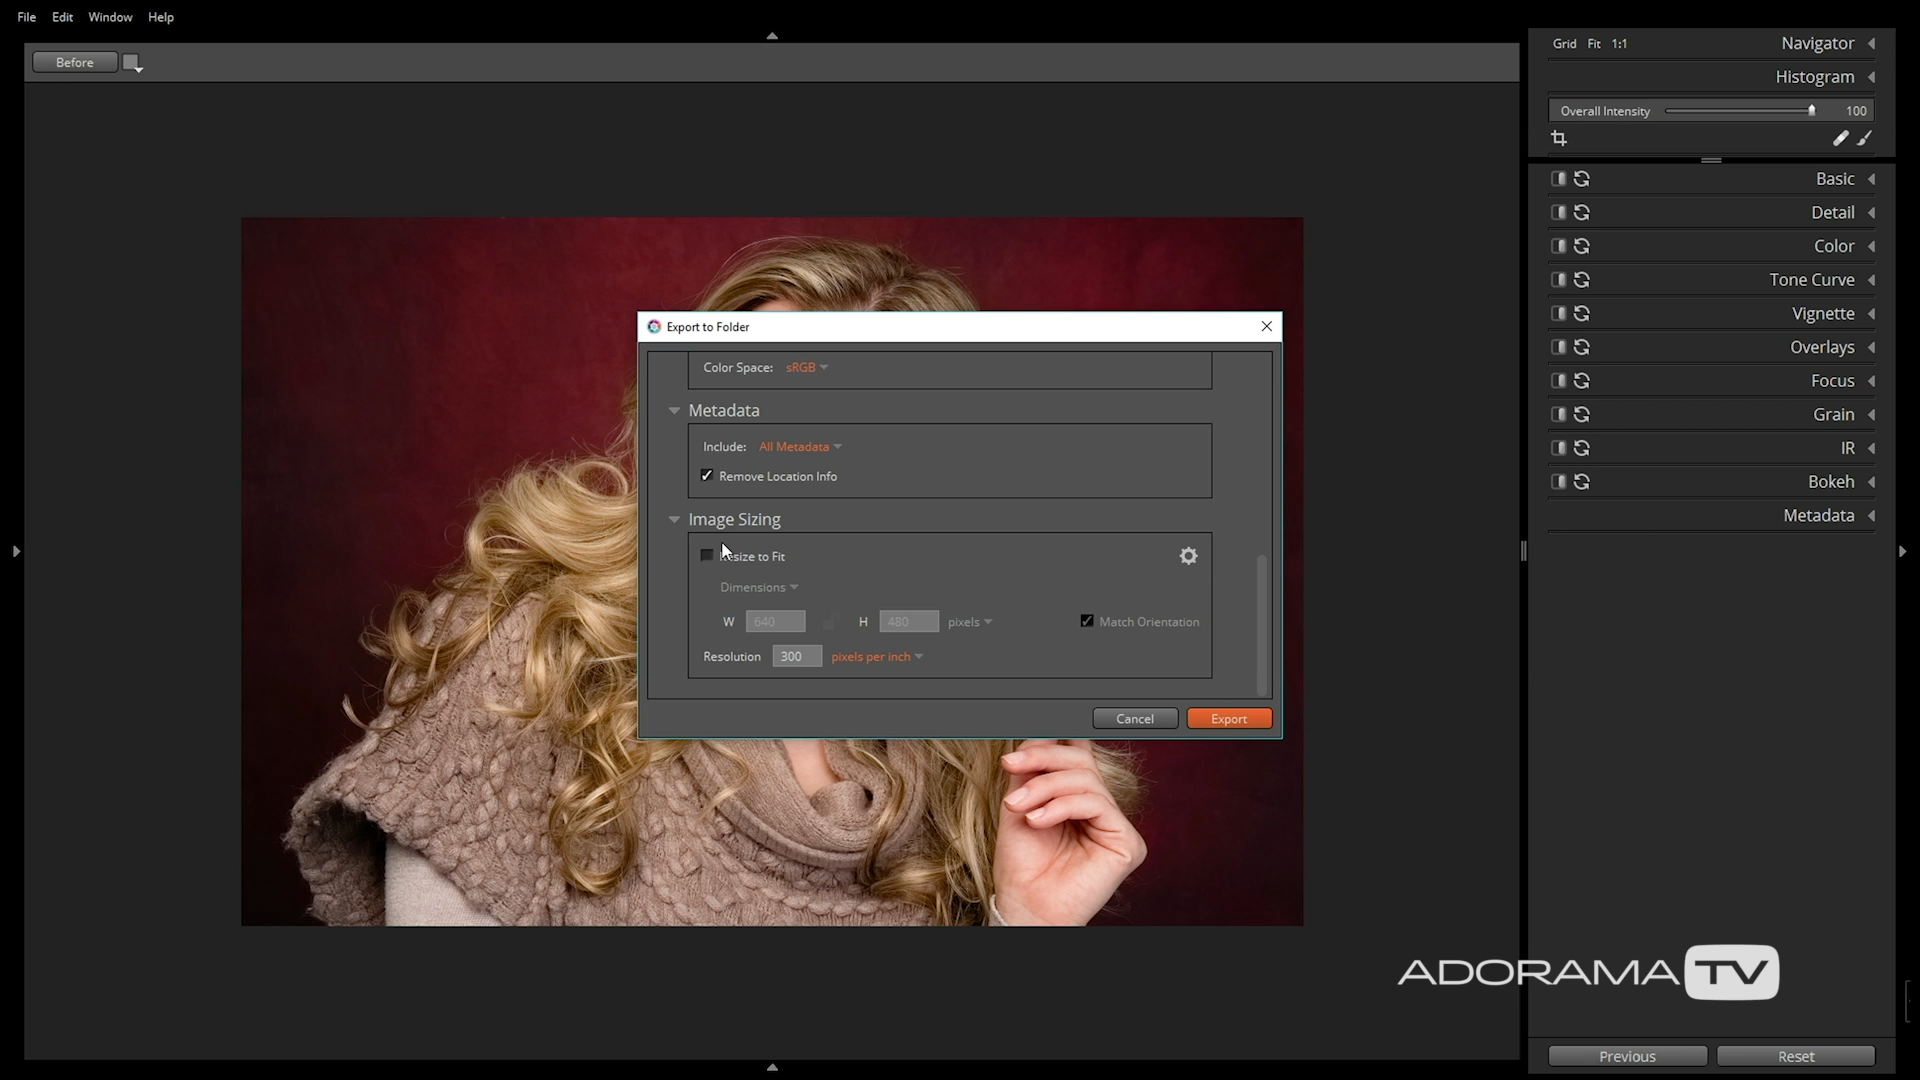 File Edit Window Help
Before
Grid Fit 1:1 Navigator
Histogram
Overall Intensity 100
Basic
Detail
Color
Tone Curve
Vignette
Overlays
Focus
Grain
IR
Bokeh
Metadata
Export to Folder
Color Space: sRGB
Metadata
Include: All Metadata
Remove Location Info
Image Sizing
Resize to Fit
Dimensions
W 640 H 480 pixels Match Orientation
Resolution 300 pixels per inch
Cancel Export
ADORAMA TV
Previous Reset